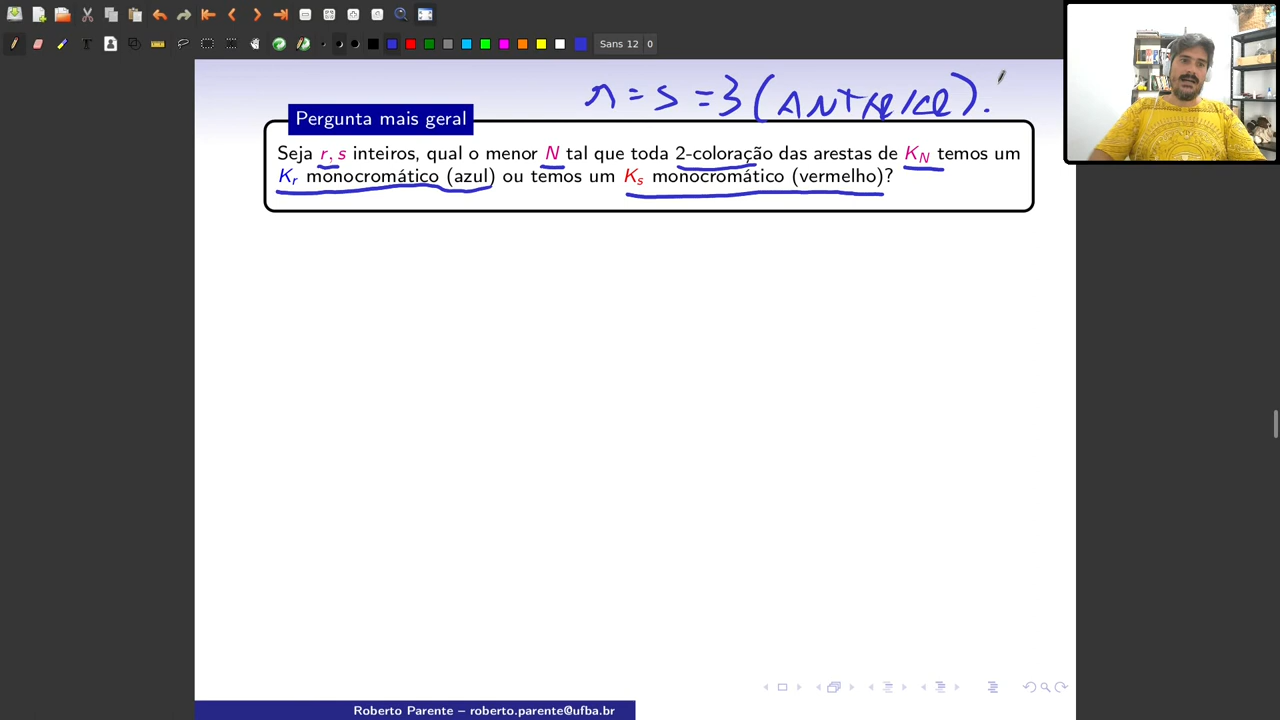 Sans 12 0
r = s = 3 (ANTERIOR).
Pergunta mais geral
Seja r, s inteiros, qual o menor N tal que toda 2-coloração das arestas de K_N temos um
K_r monocromático (azul) ou temos um K_s monocromático (vermelho)?
Roberto Parente – roberto.parente@ufba.br